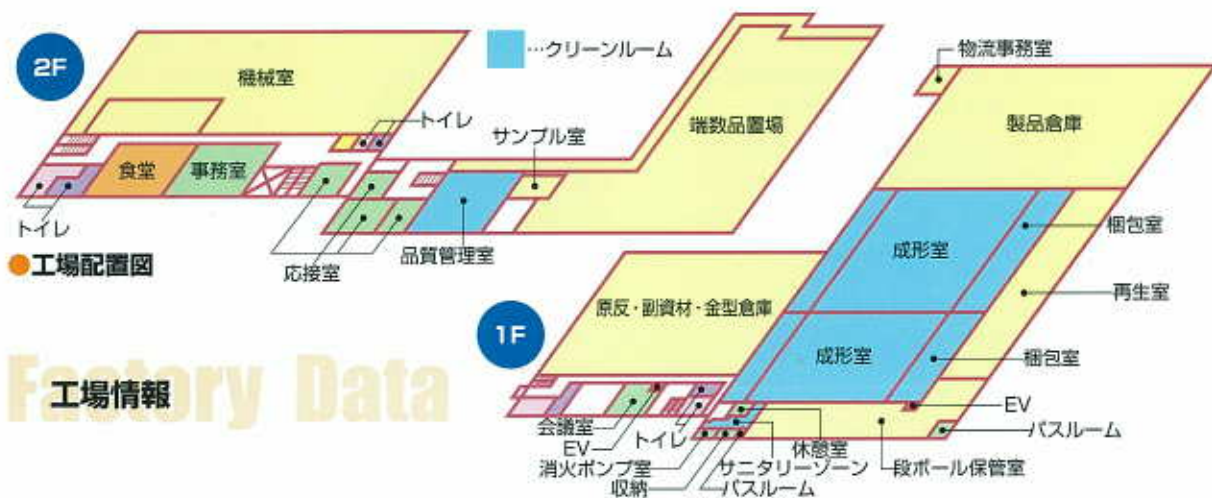 2F
機械室
トイレ
食堂
事務室
トイレ
応接室
品質管理室
サンプル室
端数品置場
…クリーンルーム
●工場配置図
Factory Data
工場情報
1F
物流事務室
製品倉庫
成形室
梱包室
再生室
原反・副資材・金型倉庫
成形室
梱包室
会議室
EV
トイレ
消火ポンプ室
収納
バスルーム
サニタリーゾーン
休憩室
段ボール保管室
EV
バスルーム